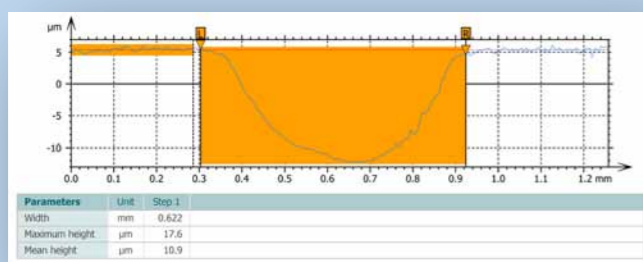 µm
L R
5
0
-5
-10
0.0 0.1 0.2 0.3 0.4 0.5 0.6 0.7 0.8 0.9 1.0 1.1 1.2 mm
Parameters Unit Step 1
Width mm 0.622
Maximum height µm 17.6
Mean height µm 10.9